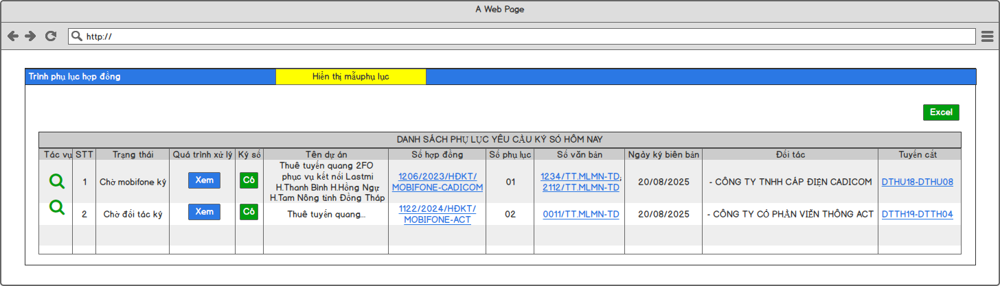 A Web Page
http://
Trình phụ lục hợp đồng
Hiển thị mẫuphụ lục
Excel
DANH SÁCH PHỤ LỤC YÊU CẦU KÝ SỐ HÔM NAY
Tác vụ STT Trạng thái Quá trình xử lý Ký số Tên dự án Số hợp đồng Số phụ lục Số văn bản Ngày ký biên bản Đối tác Tuyến cắt
1 Chờ mobifone ký Xem Có
Thuê tuyến quang 2FO
phục vụ kết nối Lastmi
H.Thanh Bình H.Hồng Ngự
H.Tam Nông tỉnh Đồng Tháp
1206/2023/HĐKT/
MOBIFONE-CADICOM
01
1234/TT.MLMN-TD;
2112/TT.MLMN-TD
20/08/2025
- CÔNG TY TNHH CÁP ĐIỆN CADICOM
DTHU18-DTHU08
2 Chờ đối tác ký Xem Có
Thuê tuyến quang...
1122/2024/HĐKT/
MOBIFONE-ACT
02
0011/TT.MLMN-TD
20/08/2025
- CÔNG TY CỔ PHẦN VIỄN THÔNG ACT
DTTH19-DTTH04